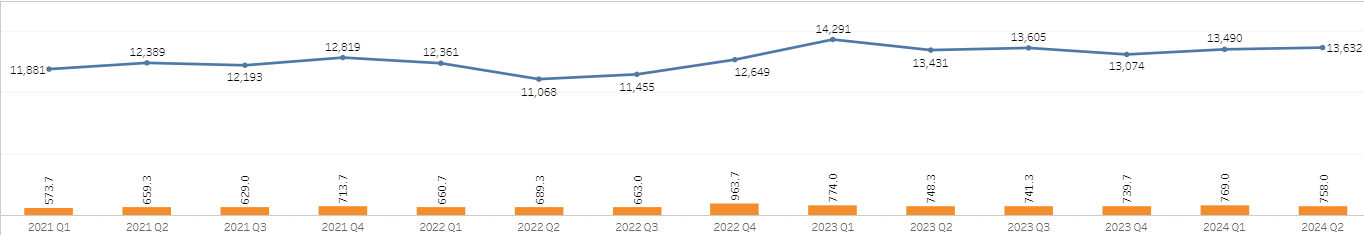 14,291
12,389
12,819
12,361
13,605
13,490
13,632
11,881
12,193
12,649
13,431
13,074
11,068
11,455
573.7
659.3
629.0
713.7
660.7
689.3
663.0
963.7
774.0
748.3
741.3
739.7
769.0
758.0
2021 Q1
2021 Q2
2021 Q3
2021 Q4
2022 Q1
2022 Q2
2022 Q3
2022 Q4
2023 Q1
2023 Q2
2023 Q3
2023 Q4
2024 Q1
2024 Q2